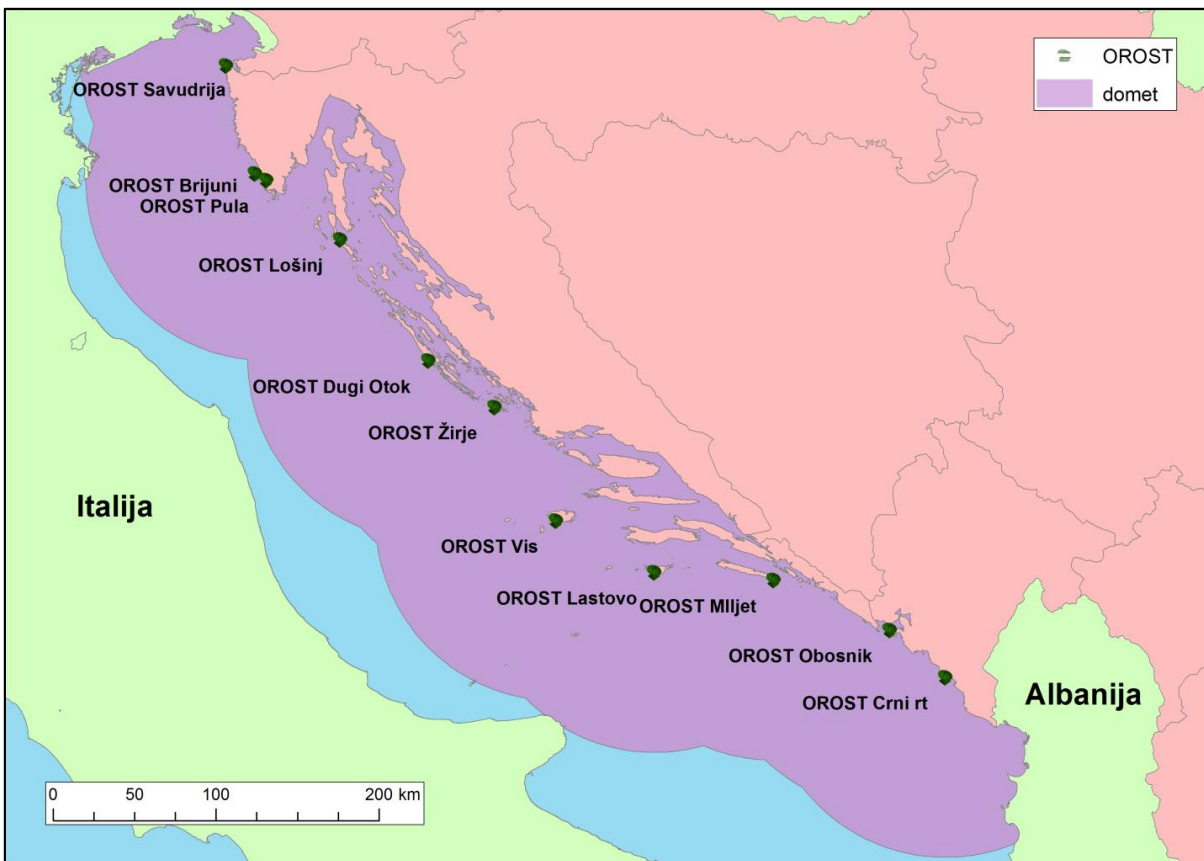 OROST
domet
OROST Savudrija
OROST Brijuni
OROST Pula
OROST Lošinj
OROST Dugi Otok
OROST Žirje
Italija
OROST Vis
OROST Lastovo
OROST MlIjet
OROST Obosnik
OROST Crni rt
Albanija
0 50 100 200 km